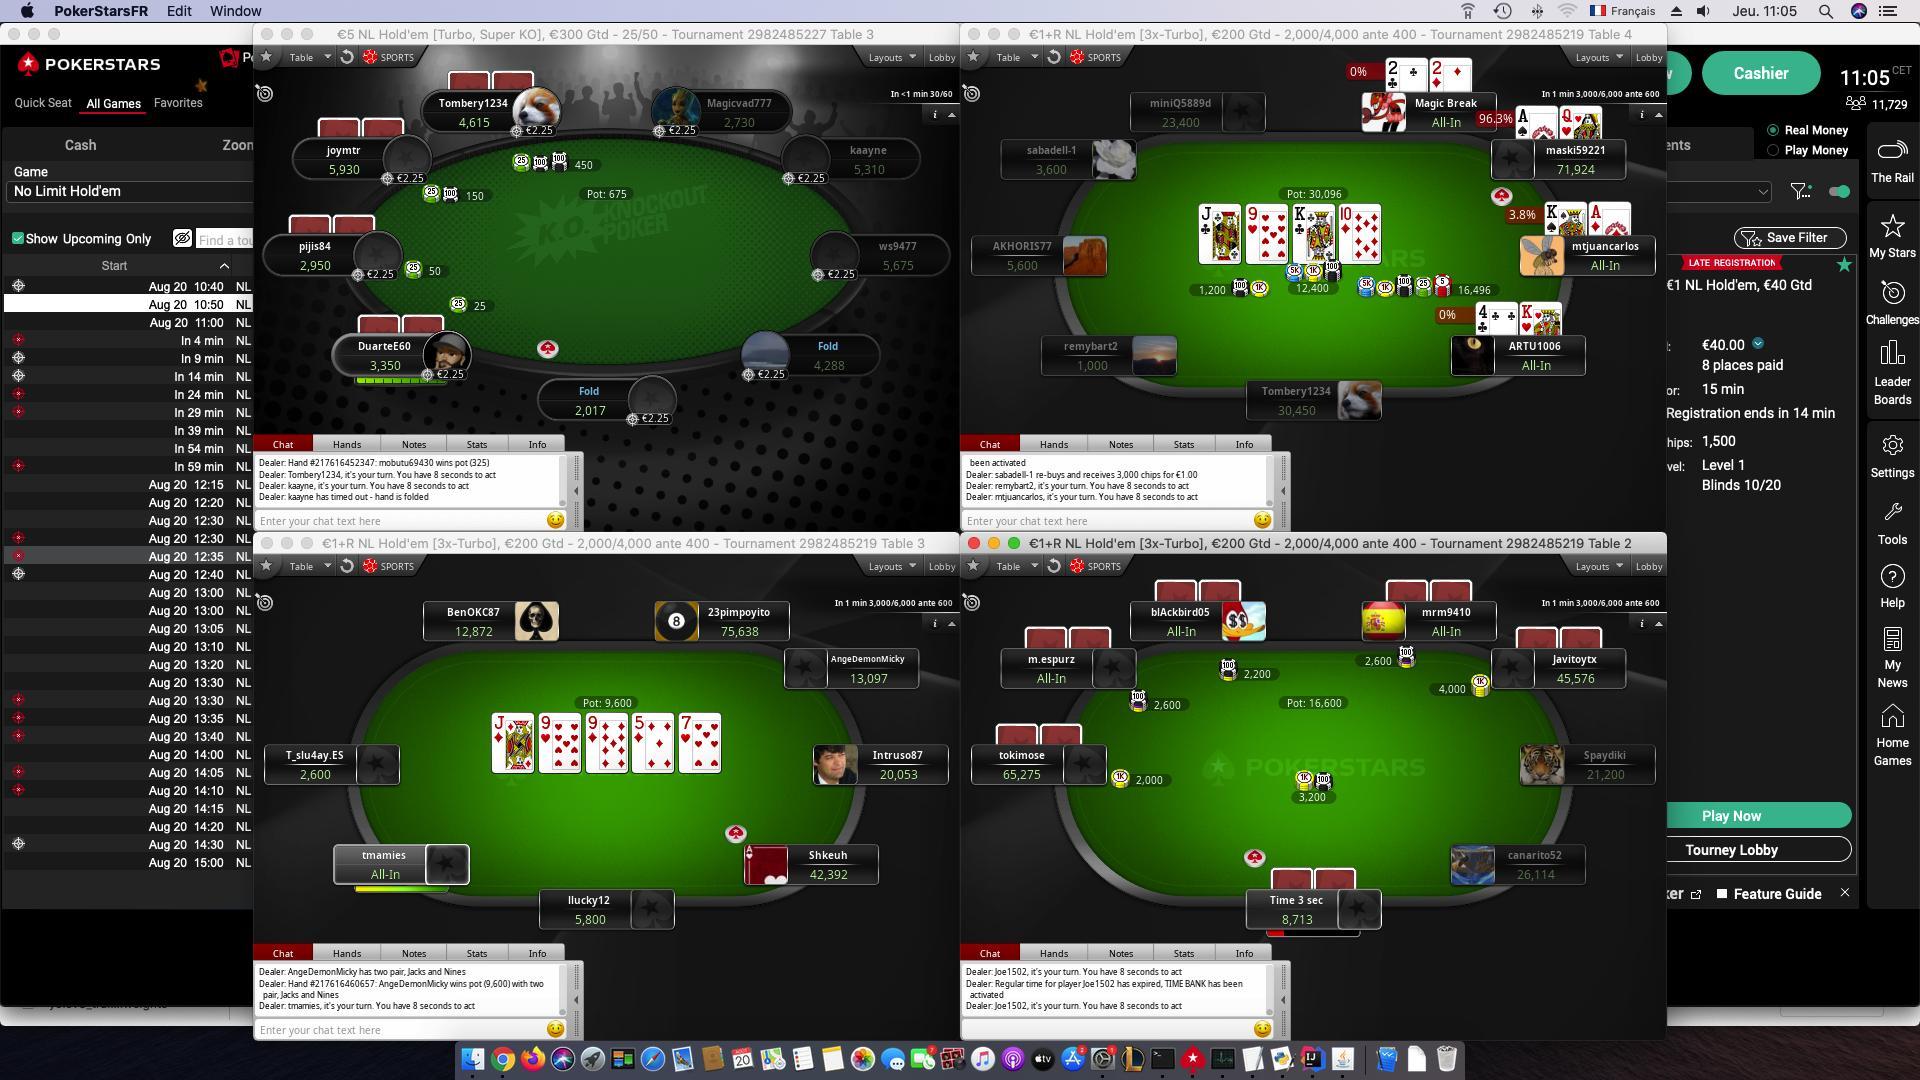 PokerStarsFR Edit Window
Français Jeu. 11:05
POKERSTARS
Quick Seat All Games Favorites
Cash Zoo
Game
No Limit Hold'em
Show Upcoming Only
Find a tou
Start
Aug 20 10:40 NL
Aug 20 10:50 NL
Aug 20 11:00 NL
In 4 min NL
In 9 min NL
In 14 min NL
In 24 min NL
In 29 min NL
In 39 min NL
In 54 min NL
In 59 min NL
Aug 20 12:15 NL
Aug 20 12:20 NL
Aug 20 12:30 NL
Aug 20 12:30 NL
Aug 20 12:35 NL
Aug 20 12:40 NL
Aug 20 13:00 NL
Aug 20 13:00 NL
Aug 20 13:05 NL
Aug 20 13:10 NL
Aug 20 13:20 NL
Aug 20 13:30 NL
Aug 20 13:30 NL
Aug 20 13:35 NL
Aug 20 13:40 NL
Aug 20 14:00 NL
Aug 20 14:05 NL
Aug 20 14:10 NL
Aug 20 14:15 NL
Aug 20 14:20 NL
Aug 20 14:30 NL
Aug 20 15:00 NL
€5 NL Hold'em [Turbo, Super KO], €300 Gtd - 25/50 - Tournament 2982485227 Table 3
Table SPORTS Layouts Lobby
In <1 min 30/60
Tombery1234
4,615
€2.25
Magicvad777
2,730
€2.25
joymtr
5,930
€2.25
kaayne
5,310
€2.25
pijis84
2,950
€2.25
ws9477
5,675
€2.25
DuarteE60
3,350
€2.25
Fold
4,288
€2.25
Fold
2,017
€2.25
450
150
Pot: 675
50
25
K.O. KNOCKOUT POKER
Chat Hands Notes Stats Info
Dealer: Hand #217616452347: mobutu69430 wins pot (325)
Dealer: Tombery1234, it's your turn. You have 8 seconds to act
Dealer: kaayne, it's your turn. You have 8 seconds to act
Dealer: kaayne has timed out - hand is folded
Enter your chat text here
€1+R NL Hold'em [3x-Turbo], €200 Gtd - 2,000/4,000 ante 400 - Tournament 2982485219 Table 4
Table SPORTS Layouts Lobby
In 1 min 3,000/6,000 ante 600
0% 2 2
miniQ5889d
23,400
Magic Break
All-In
96.3% A Q
sabadell-1
3,600
maski59221
71,924
Pot: 30,096
J 9 K 10
3.8% K A
AKHORIS77
5,600
mtjuancarlos
All-In
1,200 12,400 16,496
0% 4 K
remybart2
1,000
ARTU1006
All-In
Tombery1234
30,450
Chat Hands Notes Stats Info
been activated
Dealer: sabadell-1 re-buys and receives 3,000 chips for €1.00
Dealer: remybart2, it's your turn. You have 8 seconds to act
Dealer: mtjuancarlos, it's your turn. You have 8 seconds to act
Enter your chat text here
€1+R NL Hold'em [3x-Turbo], €200 Gtd - 2,000/4,000 ante 400 - Tournament 2982485219 Table 3
Table SPORTS Layouts Lobby
In 1 min 3,000/6,000 ante 600
BenOKC87
12,872
23pimpoyito
75,638
AngeDemonMicky
13,097
Pot: 9,600
J 9 9 5 7
T_slu4ay.ES
2,600
Intruso87
20,053
tmamies
All-In
Shkeuh
42,392
llucky12
5,800
Chat Hands Notes Stats Info
Dealer: AngeDemonMicky has two pair, Jacks and Nines
Dealer: Hand #217616460657: AngeDemonMicky wins pot (9,600) with two
pair, Jacks and Nines
Dealer: tmamies, it's your turn. You have 8 seconds to act
Enter your chat text here
€1+R NL Hold'em [3x-Turbo], €200 Gtd - 2,000/4,000 ante 400 - Tournament 2982485219 Table 2
Table SPORTS Layouts Lobby
In 1 min 3,000/6,000 ante 600
blAckbird05
All-In
mrm9410
All-In
m.espurz
All-In
Javitoytx
45,576
2,200
2,600
4,000
2,600
Pot: 16,600
tokimose
65,275
2,000
Spaydiki
21,200
POKERSTARS
3,200
canarito52
26,114
Time 3 sec
8,713
Chat Hands Notes Stats Info
Dealer: Joe1502, it's your turn. You have 8 seconds to act
Dealer: Regular time for player Joe1502 has expired, TIME BANK has been
activated
Dealer: Joe1502, it's your turn. You have 8 seconds to act
Cashier
11:05 CET
11,729
Real Money
Play Money
ents
Save Filter
LATE REGISTRATION
€1 NL Hold'em, €40 Gtd
€40.00
8 places paid
15 min
Registration ends in 14 min
hips: 1,500
vel: Level 1
Blinds 10/20
Play Now
Tourney Lobby
ker Feature Guide
The Rail
My Stars
Challenges
Leader
Boards
Settings
Tools
Help
My
News
Home
Games